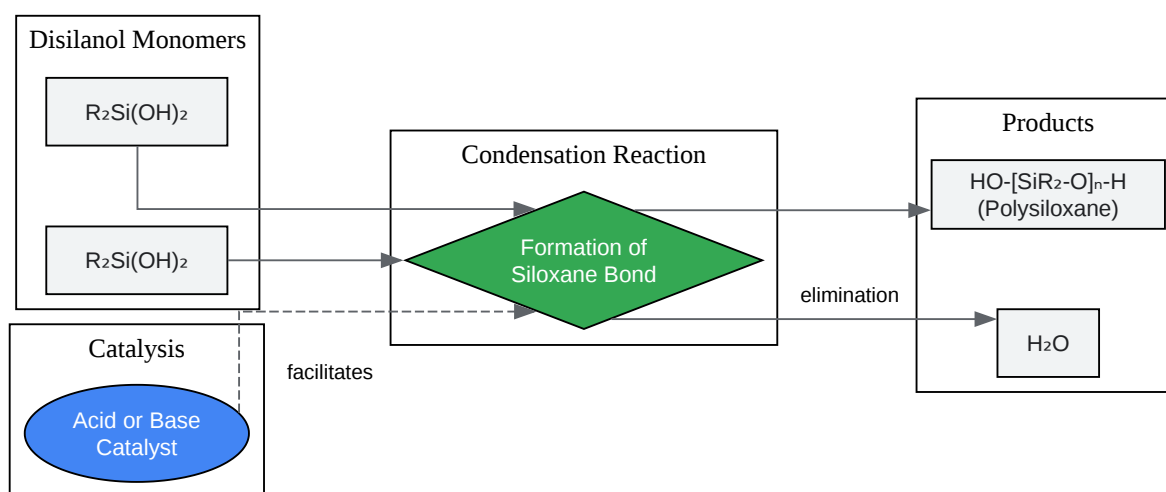 Disilanol Monomers
R₂Si(OH)₂
R₂Si(OH)₂
Catalysis
Acid or Base
Catalyst
facilitates
Condensation Reaction
Formation of
Siloxane Bond
elimination
Products
HO-[SiR₂-O]ₙ-H
(Polysiloxane)
H₂O